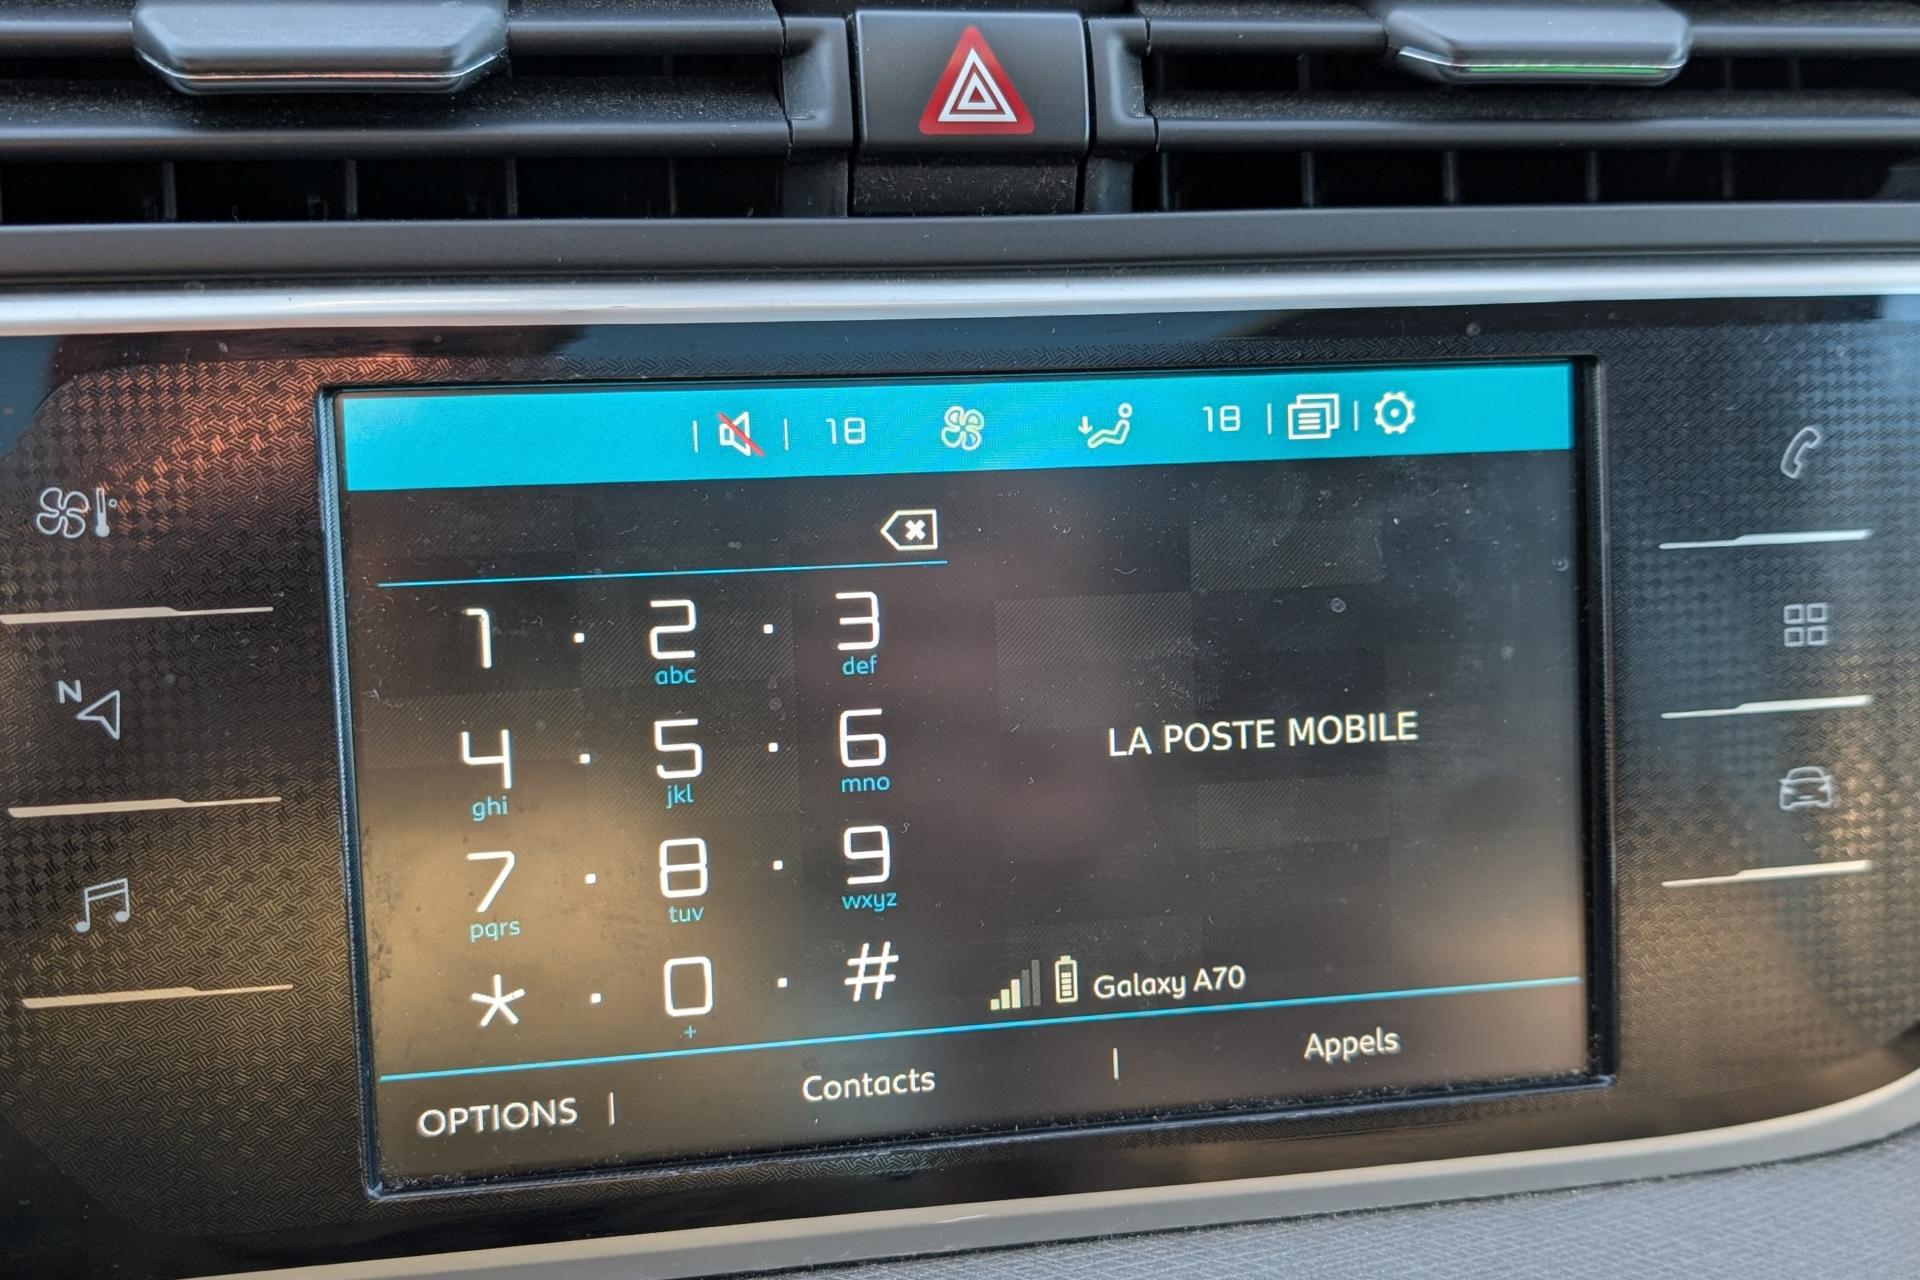 18 18
N
1 · 2 · 3
abc def
4 · 5 · 6
ghi jkl mno
LA POSTE MOBILE
7 · 8 · 9
pqrs tuv wxyz
* · 0 · #
+
Galaxy A70
OPTIONS | Contacts | Appels